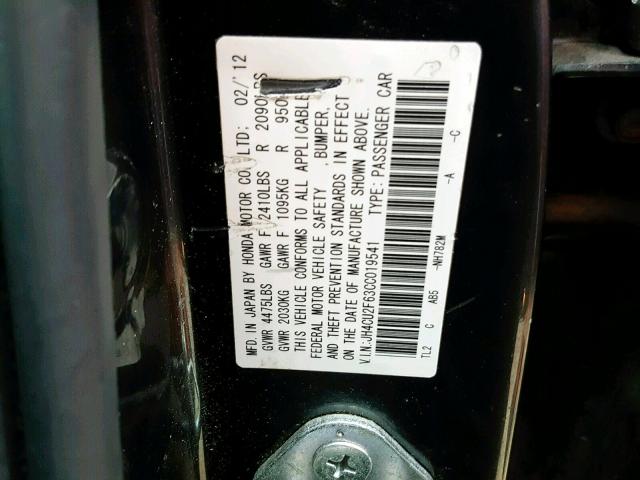 MFD. IN JAPAN BY HONDA MOTOR CO., LTD: 02/'12
GVWR 4475LBS GAWR F 2410LBS R 2090LBS
GVWR 2030KG GAWR F 1095KG R 950
THIS VEHICLE CONFORMS TO ALL APPLICABLE
FEDERAL MOTOR VEHICLE SAFETY , BUMPER,
AND THEFT PREVENTION STANDARDS IN EFFECT
ON THE DATE OF MANUFACTURE SHOWN ABOVE.
V.I.N:JH4CU2F63CC019541 TYPE: PASSENGER CAR
TL2 C AB5 -NH782M -A -C